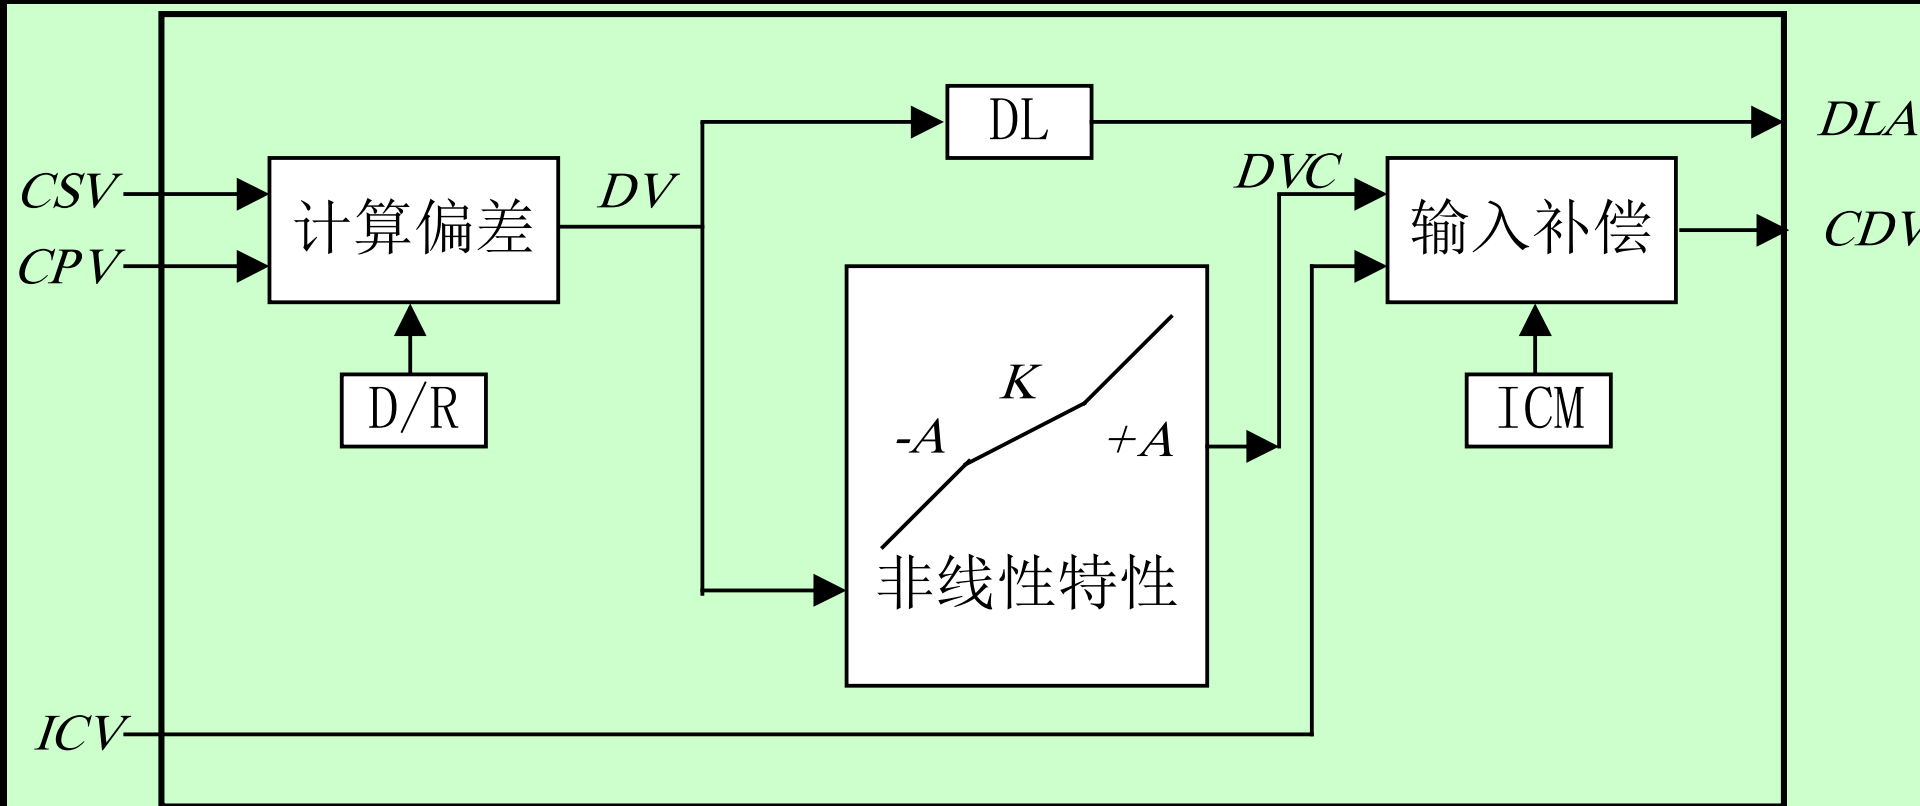 DL
DLA
CSV
计算偏差
DV
DVC
输入补偿
CDV
CPV
D/R
K
-A
+A
ICM
非线性特性
ICV